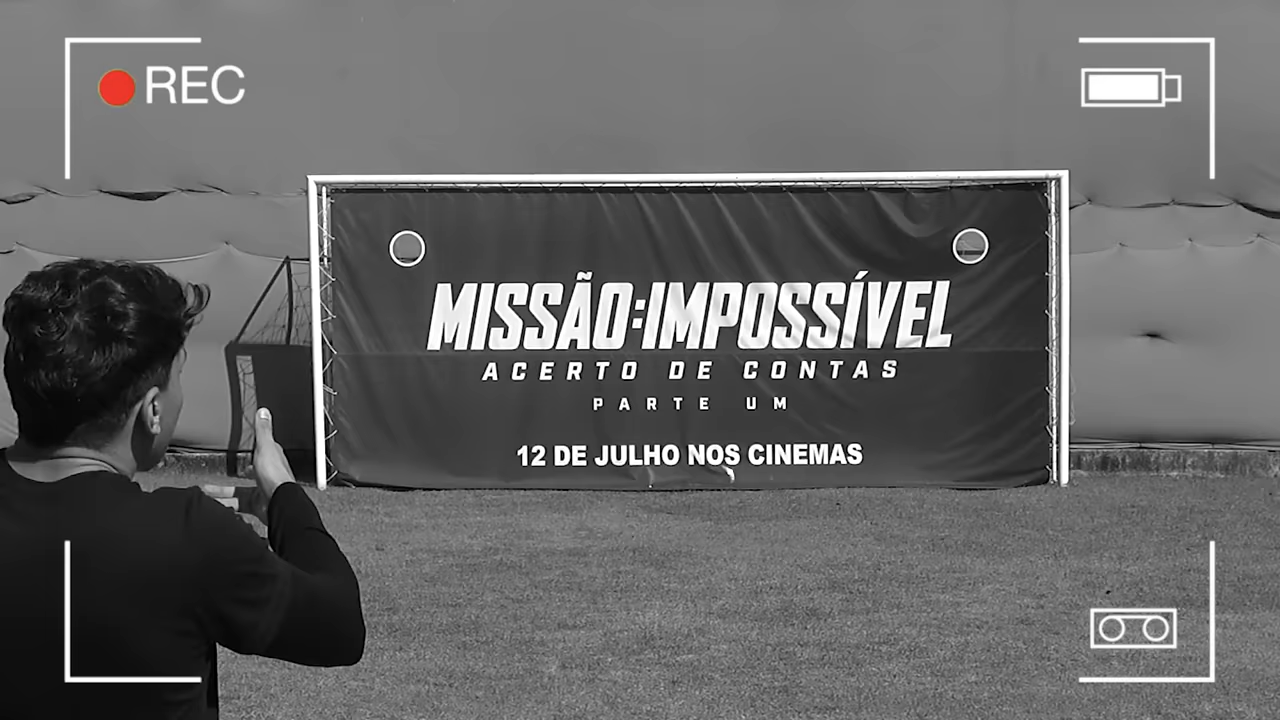 REC
MISSÃO:IMPOSSÍVEL
ACERTO DE CONTAS
PARTE UM
12 DE JULHO NOS CINEMAS